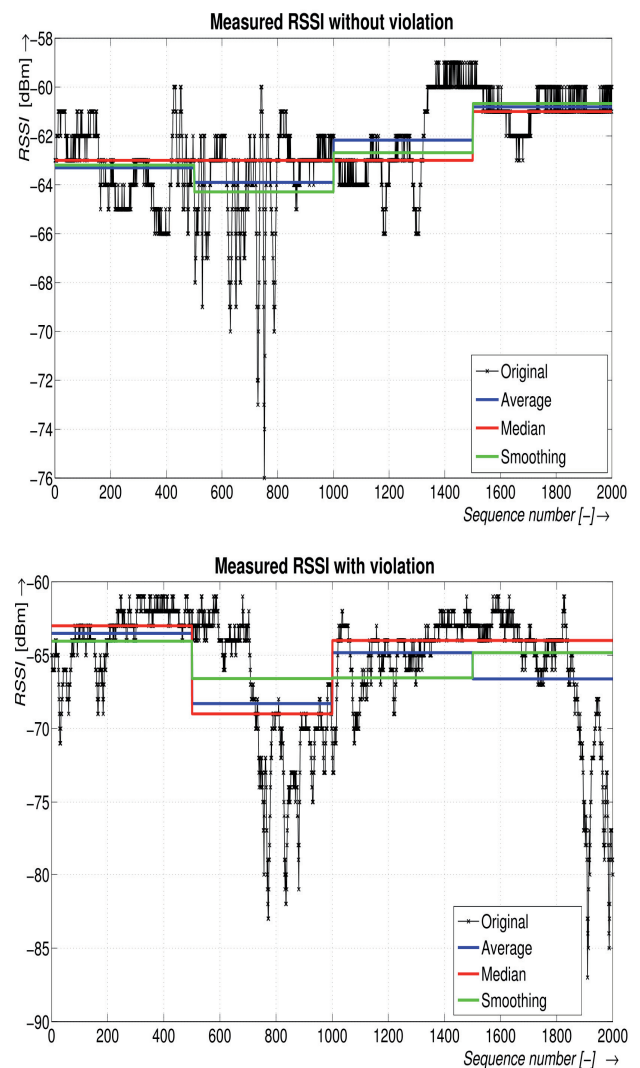 Measured RSSI without violation
RSSI [dBm] →
−58
−60
−62
−64
−66
−68
−70
−72
−74
−76
0 200 400 600 800 1000 1200 1400 1600 1800 2000
Sequence number [−] →
Original
Average
Median
Smoothing
Measured RSSI with violation
RSSI [dBm] →
−60
−65
−70
−75
−80
−85
−90
0 200 400 600 800 1000 1200 1400 1600 1800 2000
Sequence number [−] →
Original
Average
Median
Smoothing